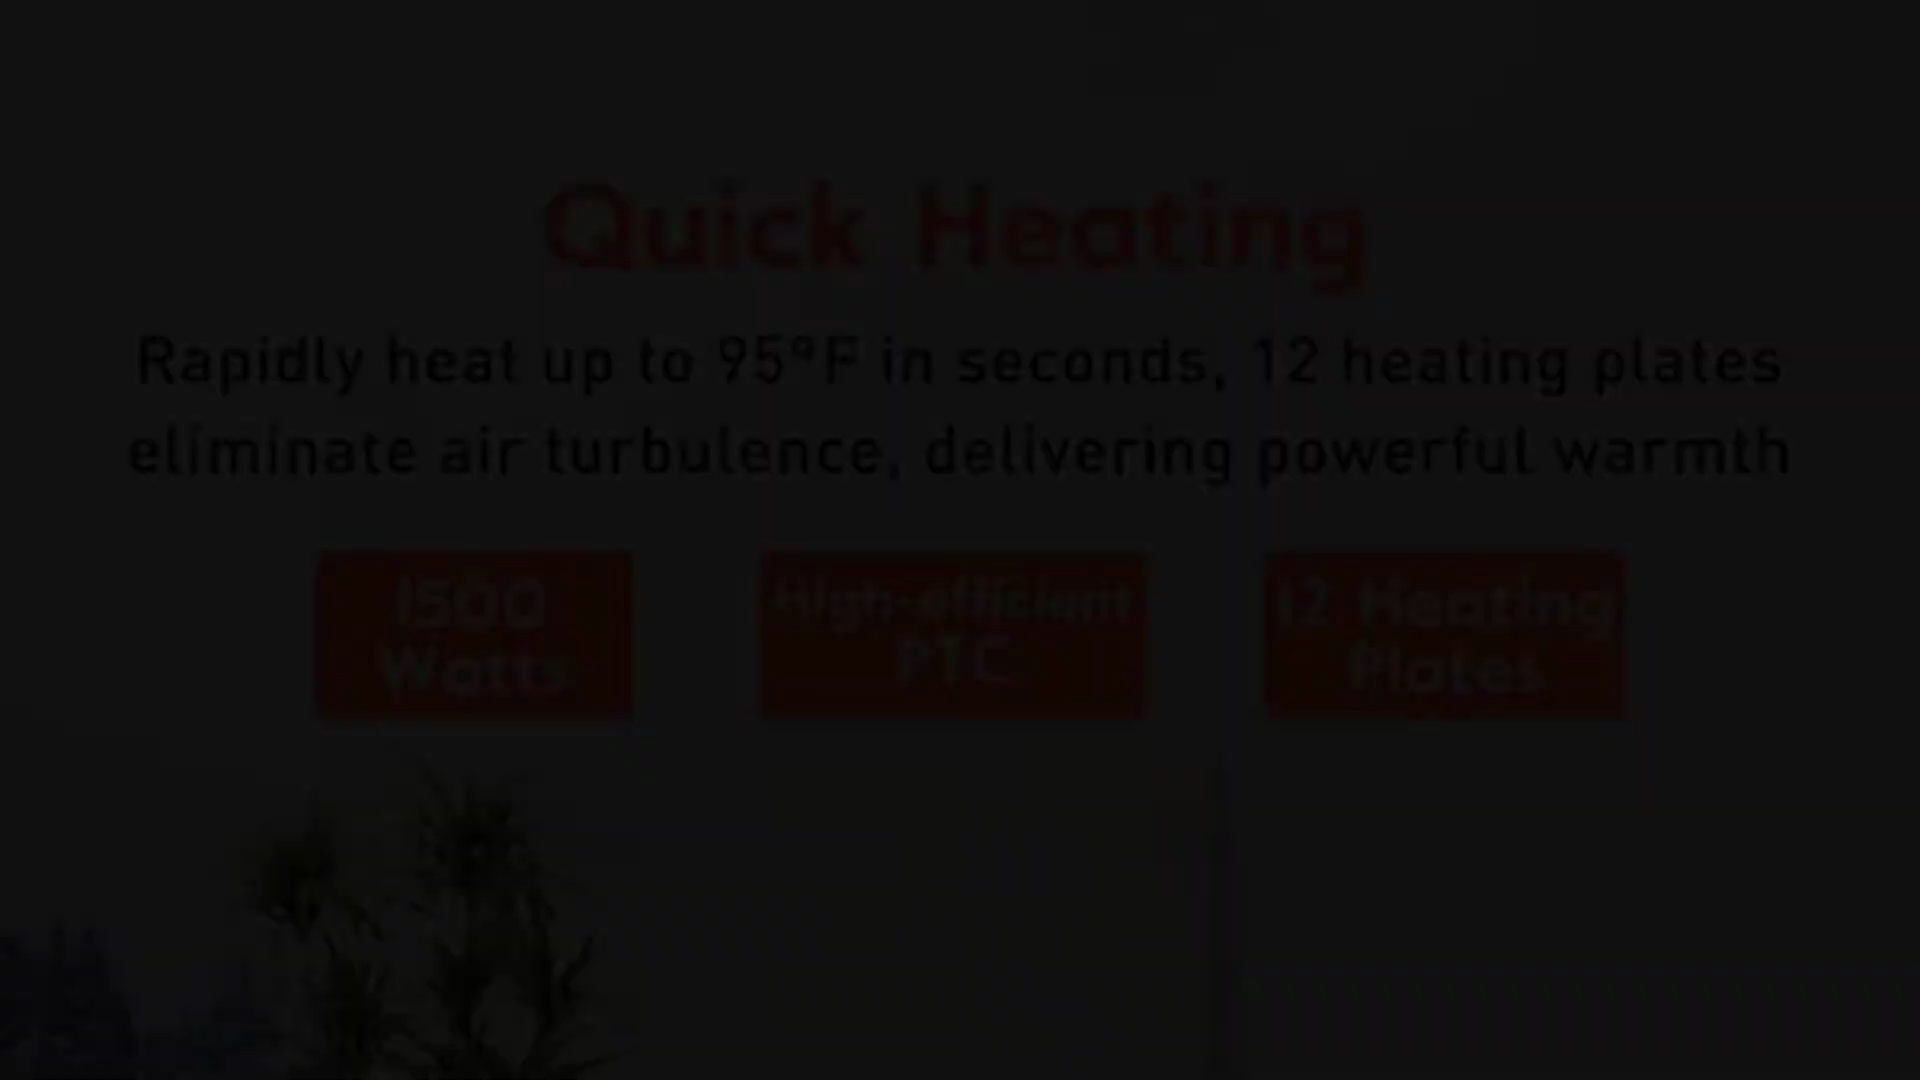 Quick Heating
Rapidly heat up to 95°F in seconds, 12 heating plates
eliminate air turbulence, delivering powerful warmth
1500
Watts
High-efficient
PTC
12 Heating
Plates